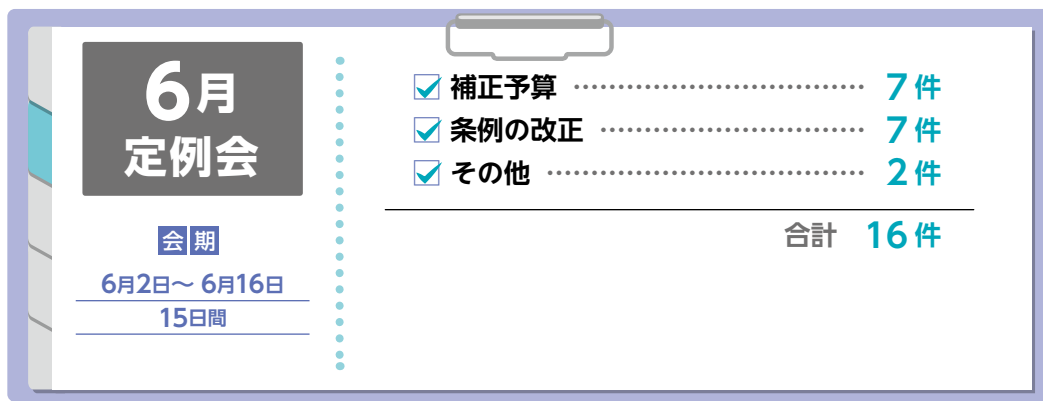 6月
定例会
会期
6月2日〜6月16日
15日間
補正予算 ………………………… 7件
条例の改正 ……………………… 7件
その他 …………………………… 2件
合計 16件